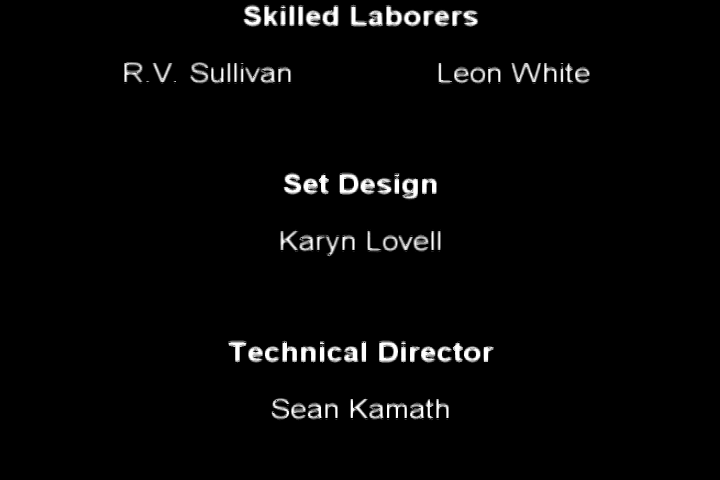 Skilled Laborers
R.V. Sullivan Leon White
Set Design
Karyn Lovell
Technical Director
Sean Kamath